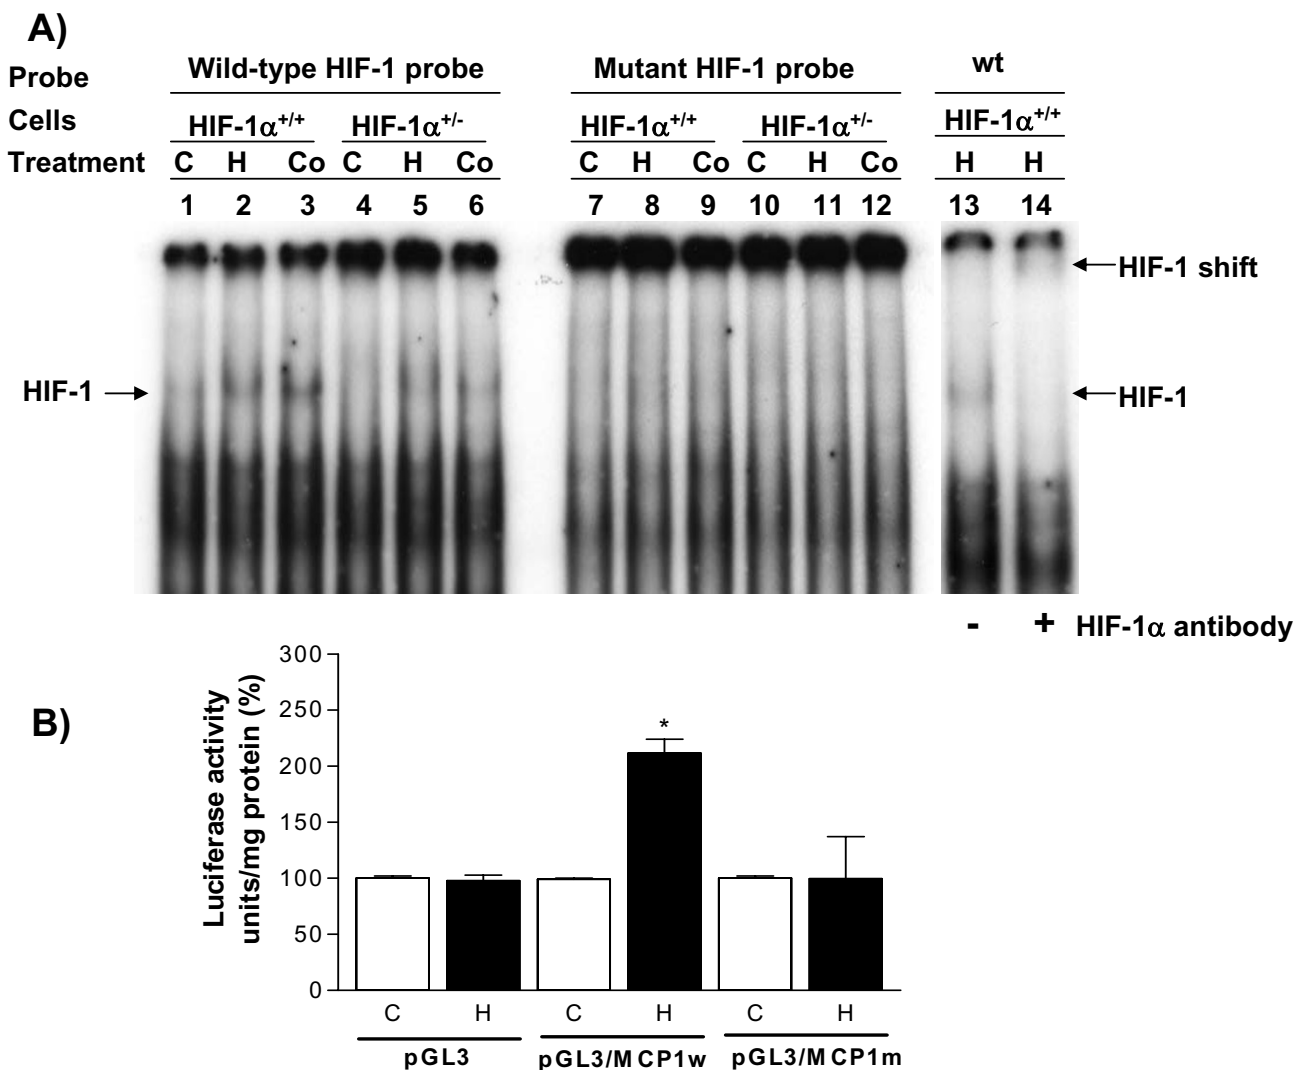 A)
Probe Wild-type HIF-1 probe Mutant HIF-1 probe wt
Cells HIF-1α+/+ HIF-1α+/- HIF-1α+/+ HIF-1α+/- HIF-1α+/+
Treatment C H Co C H Co C H Co C H Co H H
1 2 3 4 5 6 7 8 9 10 11 12 13 14
HIF-1 shift
HIF-1 HIF-1
- + HIF-1α antibody
B)
Luciferase activity
units/mg protein (%)
300
250
200
150
100
50
0
*
C H C H C H
pGL3 pGL3/MCP1w pGL3/MCP1m